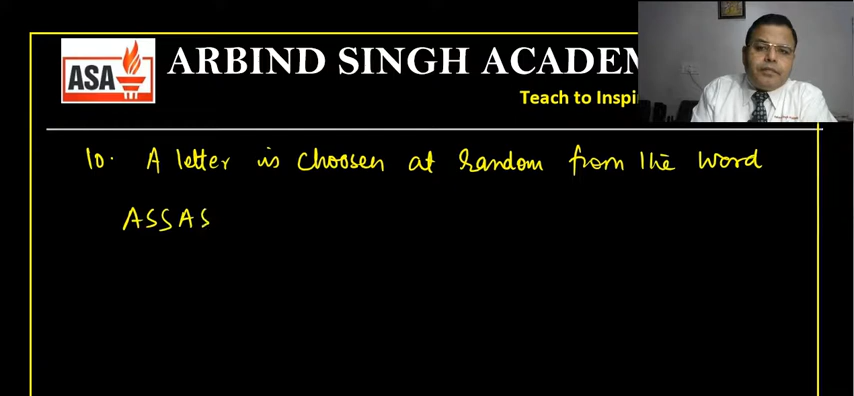 ASA
ARBIND SINGH ACADEM
Teach to Inspi
10. A letter is choosen at random from the word
ASSAS